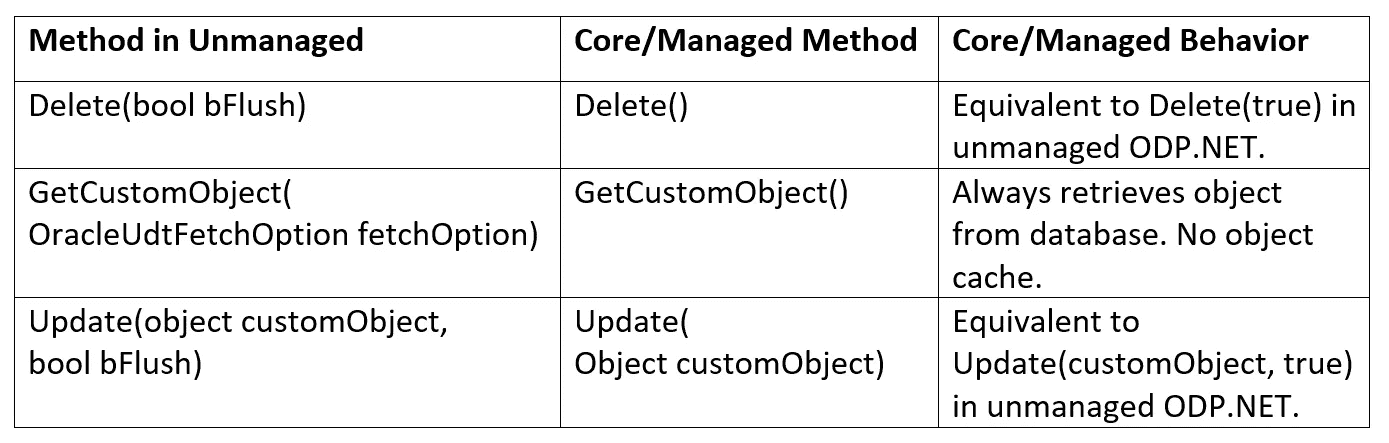 Method in Unmanaged
Core/Managed Method
Core/Managed Behavior
Delete(bool bFlush)
Delete()
Equivalent to Delete(true) in
unmanaged ODP.NET.
GetCustomObject(
OracleUdtFetchOption fetchOption)
GetCustomObject()
Always retrieves object
from database. No object
cache.
Update(object customObject,
bool bFlush)
Update(
Object customObject)
Equivalent to
Update(customObject, true)
in unmanaged ODP.NET.